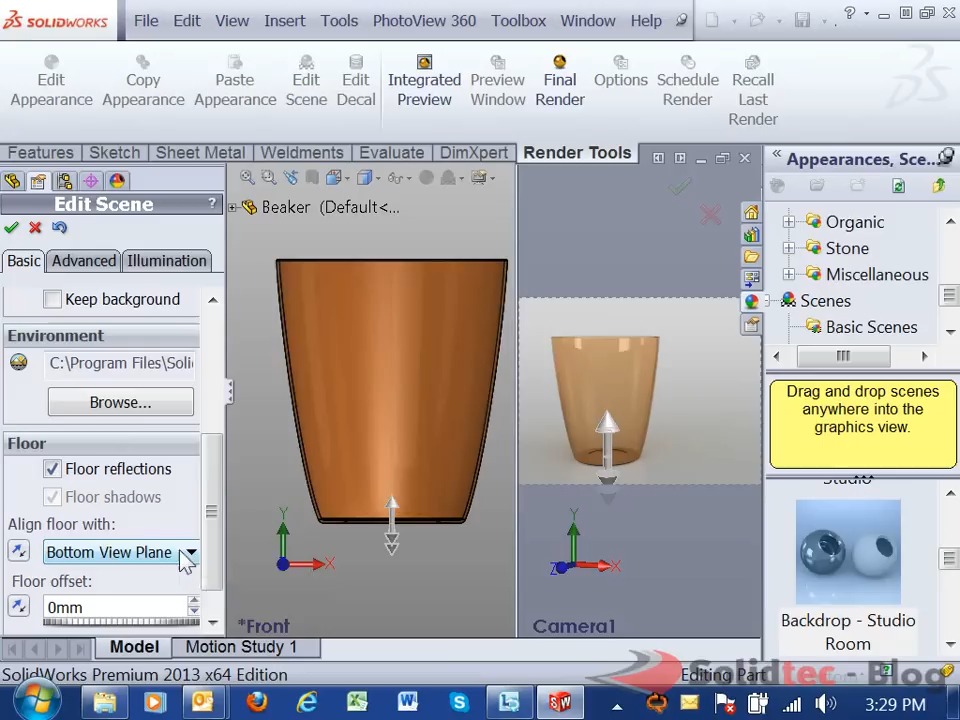 SOLIDWORKS
File Edit View Insert Tools PhotoView 360 Toolbox Window Help
Edit Appearance
Copy Appearance
Paste Appearance
Edit Scene
Edit Decal
Integrated Preview
Preview Window
Final Render
Options
Schedule Render
Recall Last Render
Features Sketch Sheet Metal Weldments Evaluate DimXpert Render Tools
Appearances, Sce...
Edit Scene ?
Beaker (Default<...
Basic Advanced Illumination
Keep background
Environment
C:\Program Files\Soli
Browse...
Floor
Floor reflections
Floor shadows
Align floor with:
Bottom View Plane
Floor offset:
0mm
Y
X
*Front
Y
Z
X
Camera1
Organic
Stone
Miscellaneous
Scenes
Basic Scenes
Drag and drop scenes
anywhere into the
graphics view.
Studio
Backdrop - Studio
Room
Model Motion Study 1
SolidWorks Premium 2013 x64 Edition
Editing Part
Solidtec - Blog
3:29 PM